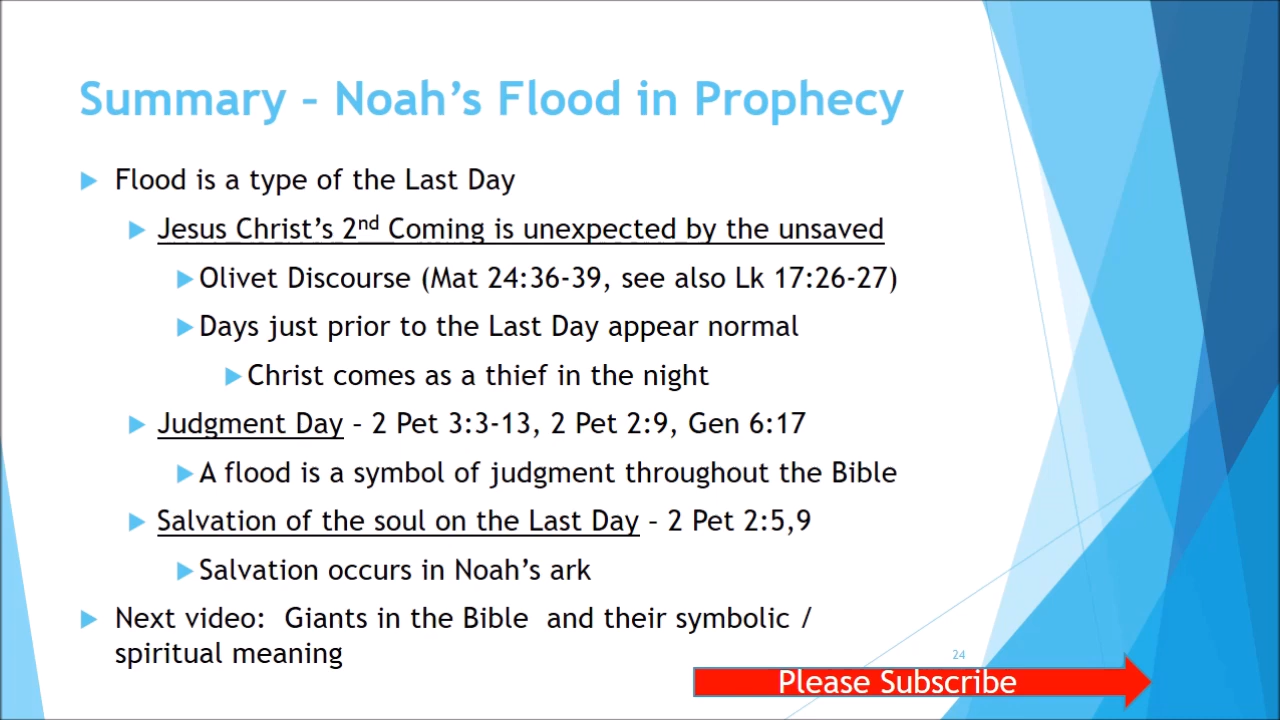 Summary – Noah's Flood in Prophecy
Flood is a type of the Last Day
Jesus Christ's 2nd Coming is unexpected by the unsaved
Olivet Discourse (Mat 24:36-39, see also Lk 17:26-27)
Days just prior to the Last Day appear normal
Christ comes as a thief in the night
Judgment Day – 2 Pet 3:3-13, 2 Pet 2:9, Gen 6:17
A flood is a symbol of judgment throughout the Bible
Salvation of the soul on the Last Day – 2 Pet 2:5,9
Salvation occurs in Noah's ark
Next video:  Giants in the Bible  and their symbolic /
spiritual meaning
24
Please Subscribe